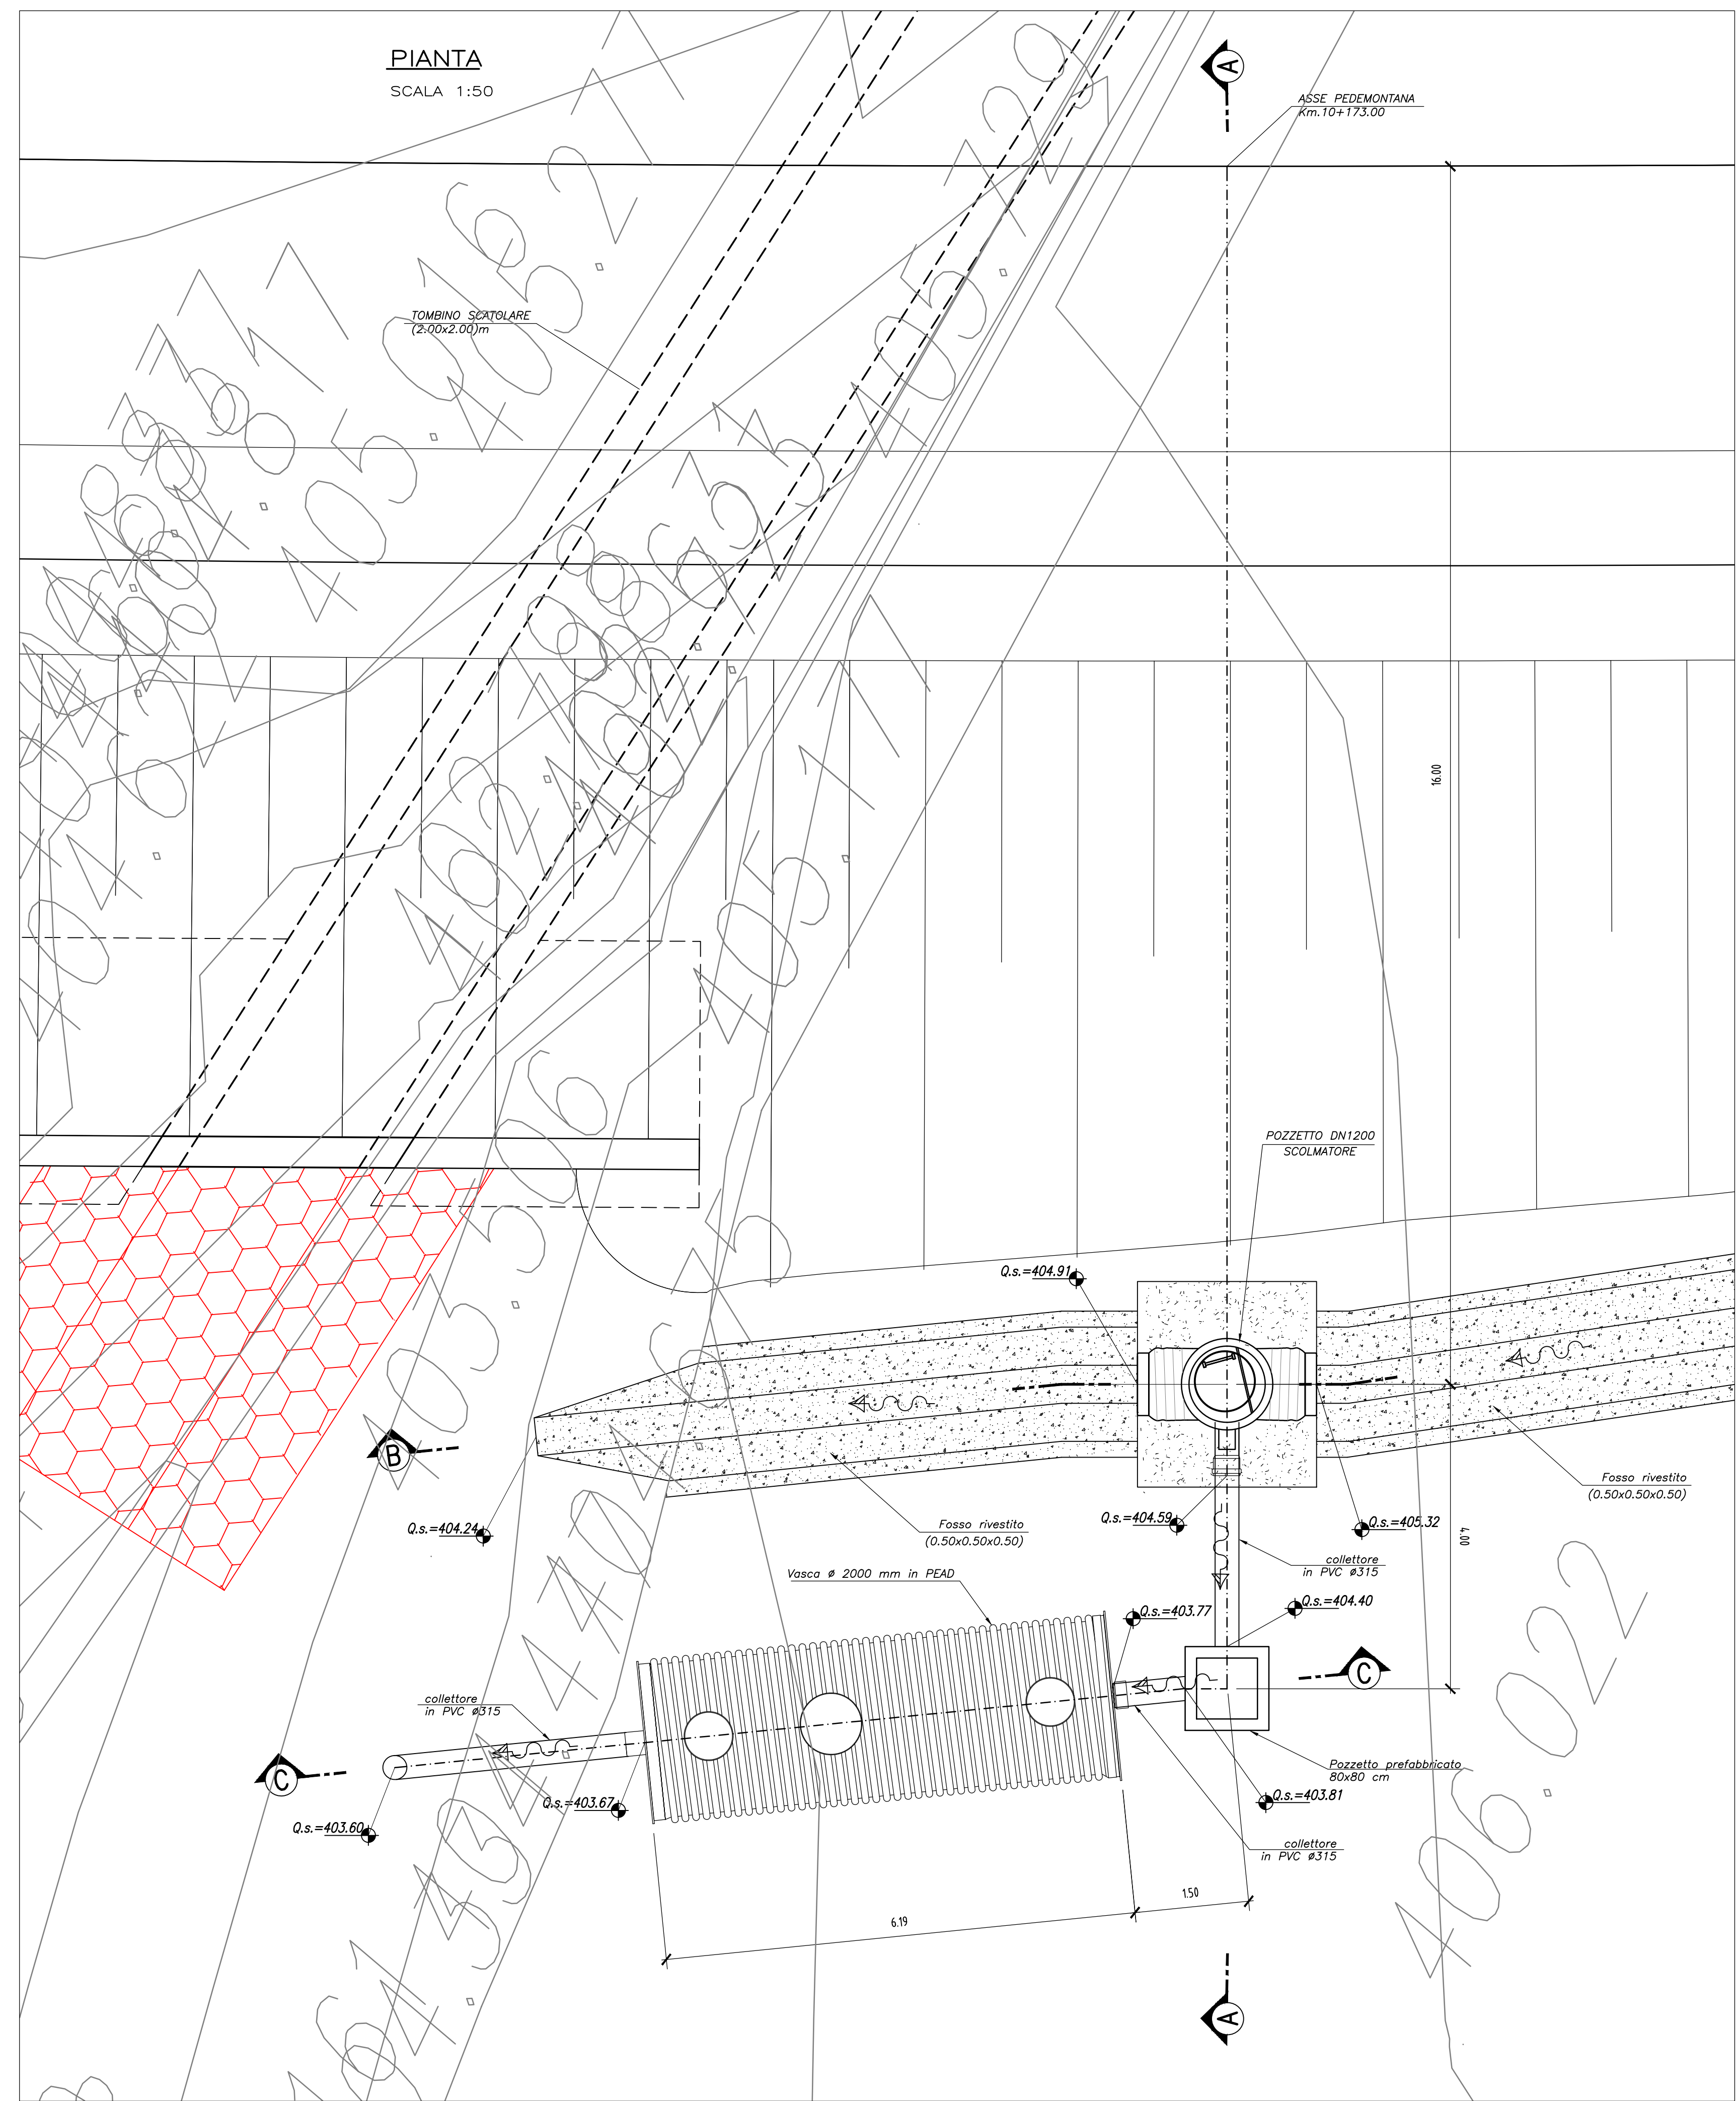 PIANTA
SCALA 1:50
A
ASSE PEDEMONTANA
Km.10+173.00
TOMBINO SCATOLARE
(2.00x2.00)m
16.00
POZZETTO DN1200
SCOLMATORE
Q.s.=404.91
B
Fosso rivestito
(0.50x0.50x0.50)
Q.s.=404.24
Fosso rivestito
(0.50x0.50x0.50)
Q.s.=404.59
Q.s.=405.32
4.00
collettore
in PVC ø315
Vasca ø 2000 mm in PEAD
Q.s.=404.40
Q.s.=403.77
C
collettore
in PVC ø315
C
Pozzetto prefabbricato
80x80 cm
Q.s.=403.67
Q.s.=403.81
Q.s.=403.60
collettore
in PVC ø315
1.50
6.19
A
406.02
405.17